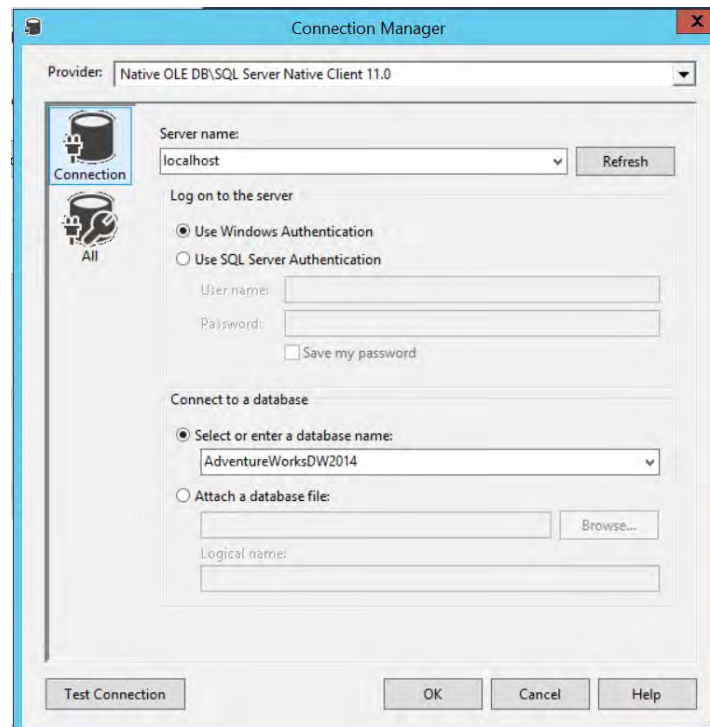 Connection Manager
Provider: Native OLE DB\SQL Server Native Client 11.0
Connection
All
Server name:
localhost
Refresh
Log on to the server
Use Windows Authentication
Use SQL Server Authentication
User name:
Password:
Save my password
Connect to a database
Select or enter a database name:
AdventureWorksDW2014
Attach a database file:
Browse...
Logical name:
Test Connection OK Cancel Help